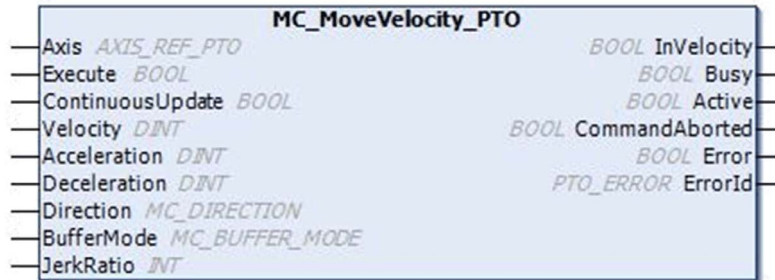 MC_MoveVelocity_PTO
Axis AXIS_REF_PTO BOOL InVelocity
Execute BOOL BOOL Busy
ContinuousUpdate BOOL BOOL Active
Velocity DINT BOOL CommandAborted
Acceleration DINT BOOL Error
Deceleration DINT PTO_ERROR ErrorId
Direction MC_DIRECTION
BufferMode MC_BUFFER_MODE
JerkRatio INT